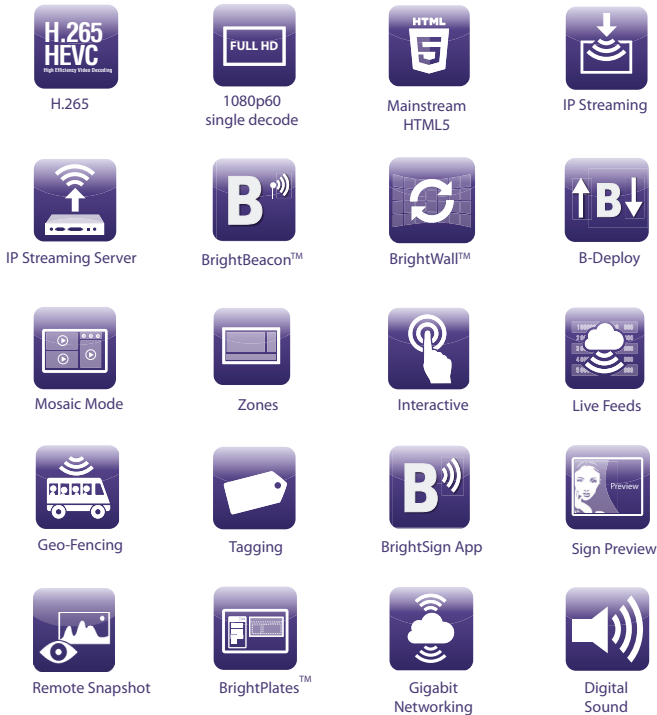 H.265
HEVC
High Efficiency Video Decoding
H.265
FULL HD
1080p60
single decode
HTML
5
Mainstream
HTML5
IP Streaming
IP Streaming Server
B
BrightBeacon™
BrightWall™
B
B-Deploy
Mosaic Mode
Zones
Interactive
Live Feeds
Geo-Fencing
Tagging
B
BrightSign App
Preview
Sign Preview
Remote Snapshot
BrightPlates™
Gigabit
Networking
Digital
Sound